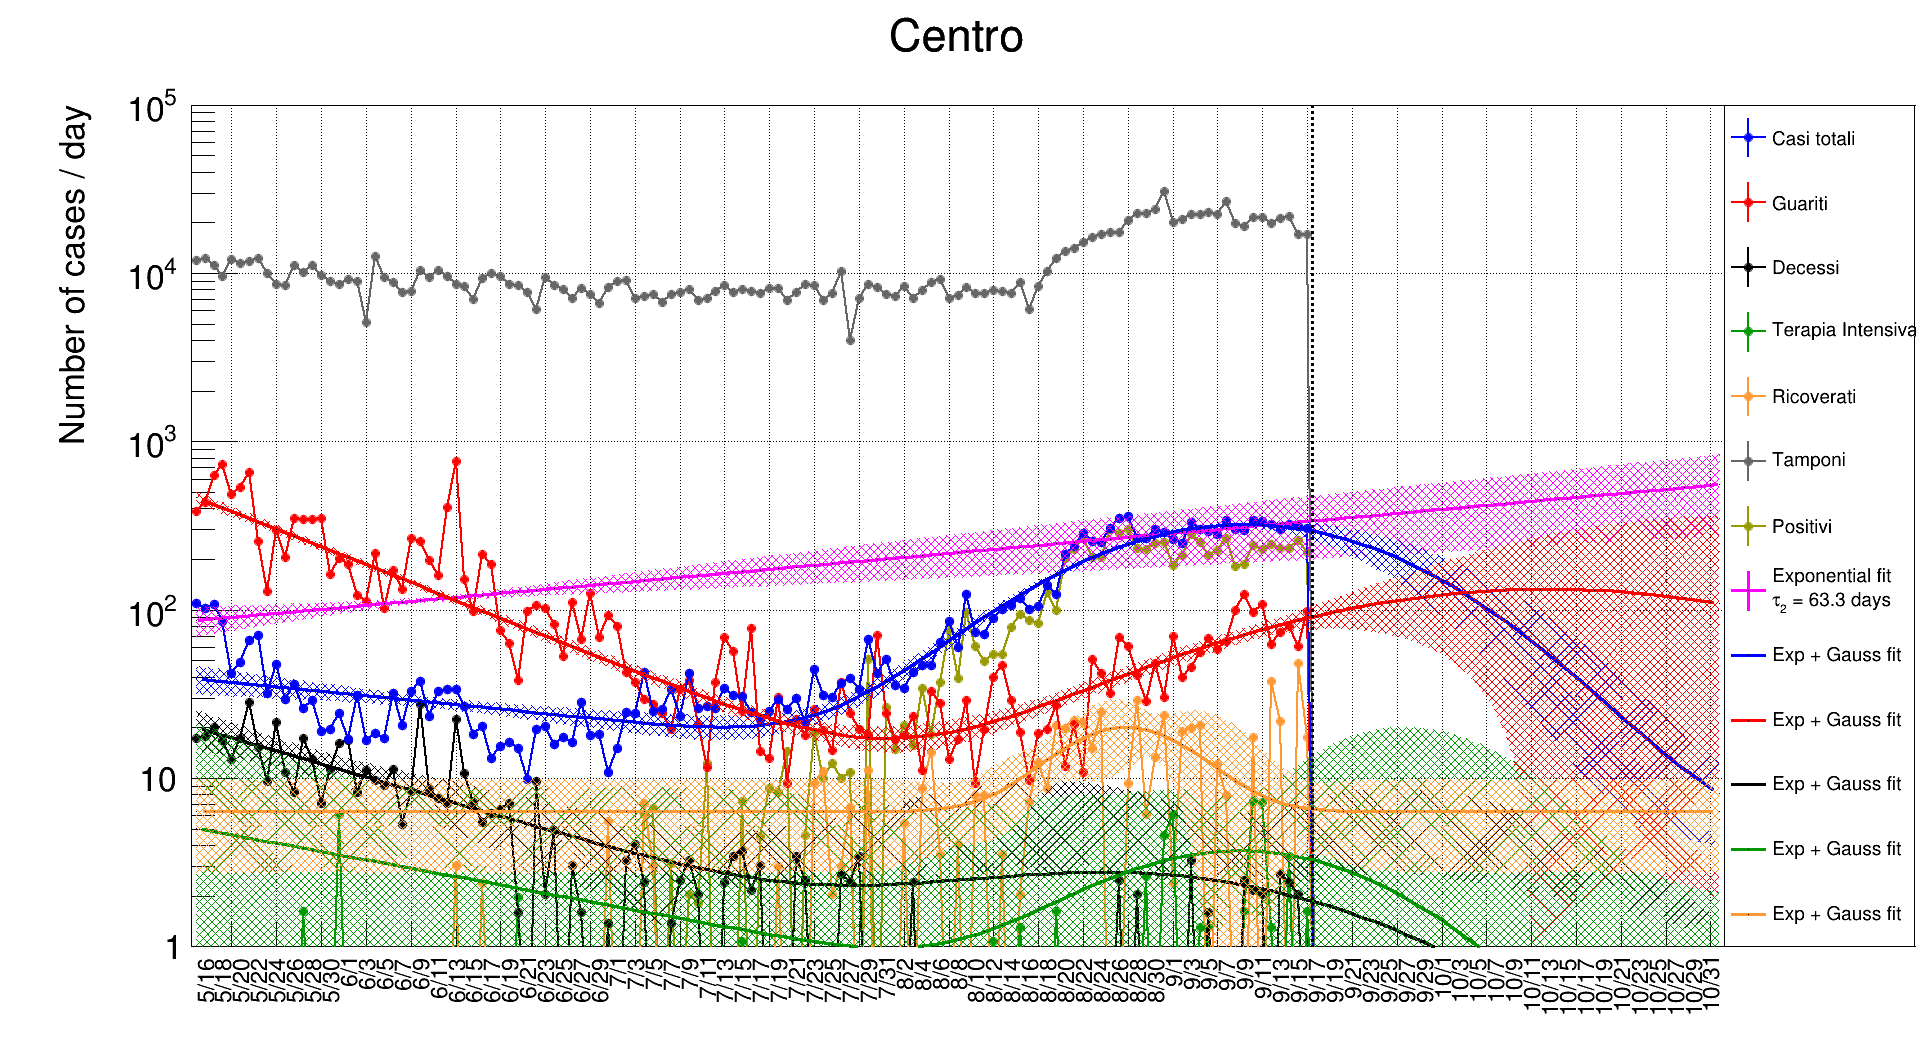 Centro
Number of cases / day
10^5
10^4
10^3
10^2
10
1
5/16 5/18 5/20 5/22 5/24 5/26 5/28 5/30 6/1 6/3 6/5 6/7 6/9 6/11 6/13 6/15 6/17 6/19 6/21 6/23 6/25 6/27 6/29 7/1 7/3 7/5 7/7 7/9 7/11 7/13 7/15 7/17 7/19 7/21 7/23 7/25 7/27 7/29 7/31 8/2 8/4 8/6 8/8 8/10 8/12 8/14 8/16 8/18 8/20 8/22 8/24 8/26 8/28 8/30 9/1 9/3 9/5 9/7 9/9 9/11 9/13 9/15 9/17 9/19 9/21 9/23 9/25 9/27 9/29 10/1 10/3 10/5 10/7 10/9 10/11 10/13 10/15 10/17 10/19 10/21 10/23 10/25 10/27 10/29 10/31
Casi totali
Guariti
Decessi
Terapia Intensiva
Ricoverati
Tamponi
Positivi
Exponential fit
τ2 = 63.3 days
Exp + Gauss fit
Exp + Gauss fit
Exp + Gauss fit
Exp + Gauss fit
Exp + Gauss fit